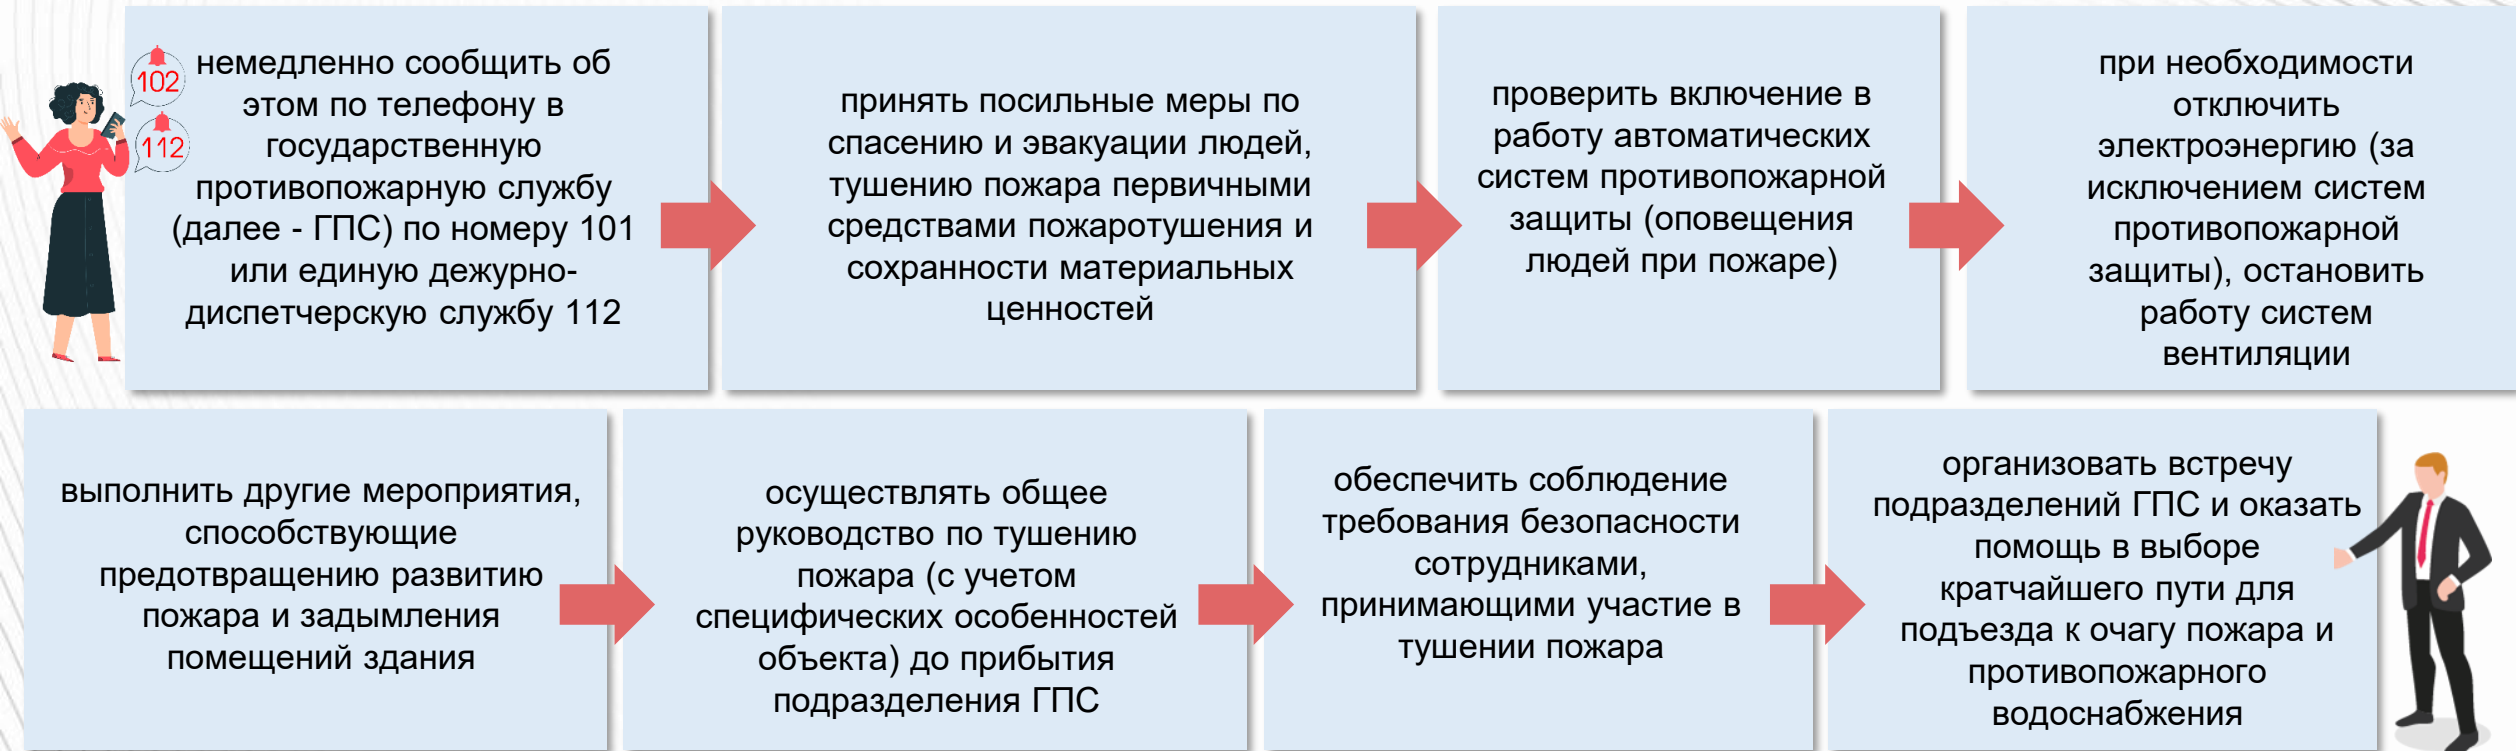 102
112
немедленно сообщить об
этом по телефону в
государственную
противопожарную службу
(далее - ГПС) по номеру 101
или единую дежурно-
диспетчерскую службу 112
принять посильные меры по
спасению и эвакуации людей,
тушению пожара первичными
средствами пожаротушения и
сохранности материальных
ценностей
проверить включение в
работу автоматических
систем противопожарной
защиты (оповещения
людей при пожаре)
при необходимости
отключить
электроэнергию (за
исключением систем
противопожарной
защиты), остановить
работу систем
вентиляции
выполнить другие мероприятия,
способствующие
предотвращению развитию
пожара и задымления
помещений здания
осуществлять общее
руководство по тушению
пожара (с учетом
специфических особенностей
объекта) до прибытия
подразделения ГПС
обеспечить соблюдение
требования безопасности
сотрудниками,
принимающими участие в
тушении пожара
организовать встречу
подразделений ГПС и оказать
помощь в выборе
кратчайшего пути для
подъезда к очагу пожара и
противопожарного
водоснабжения